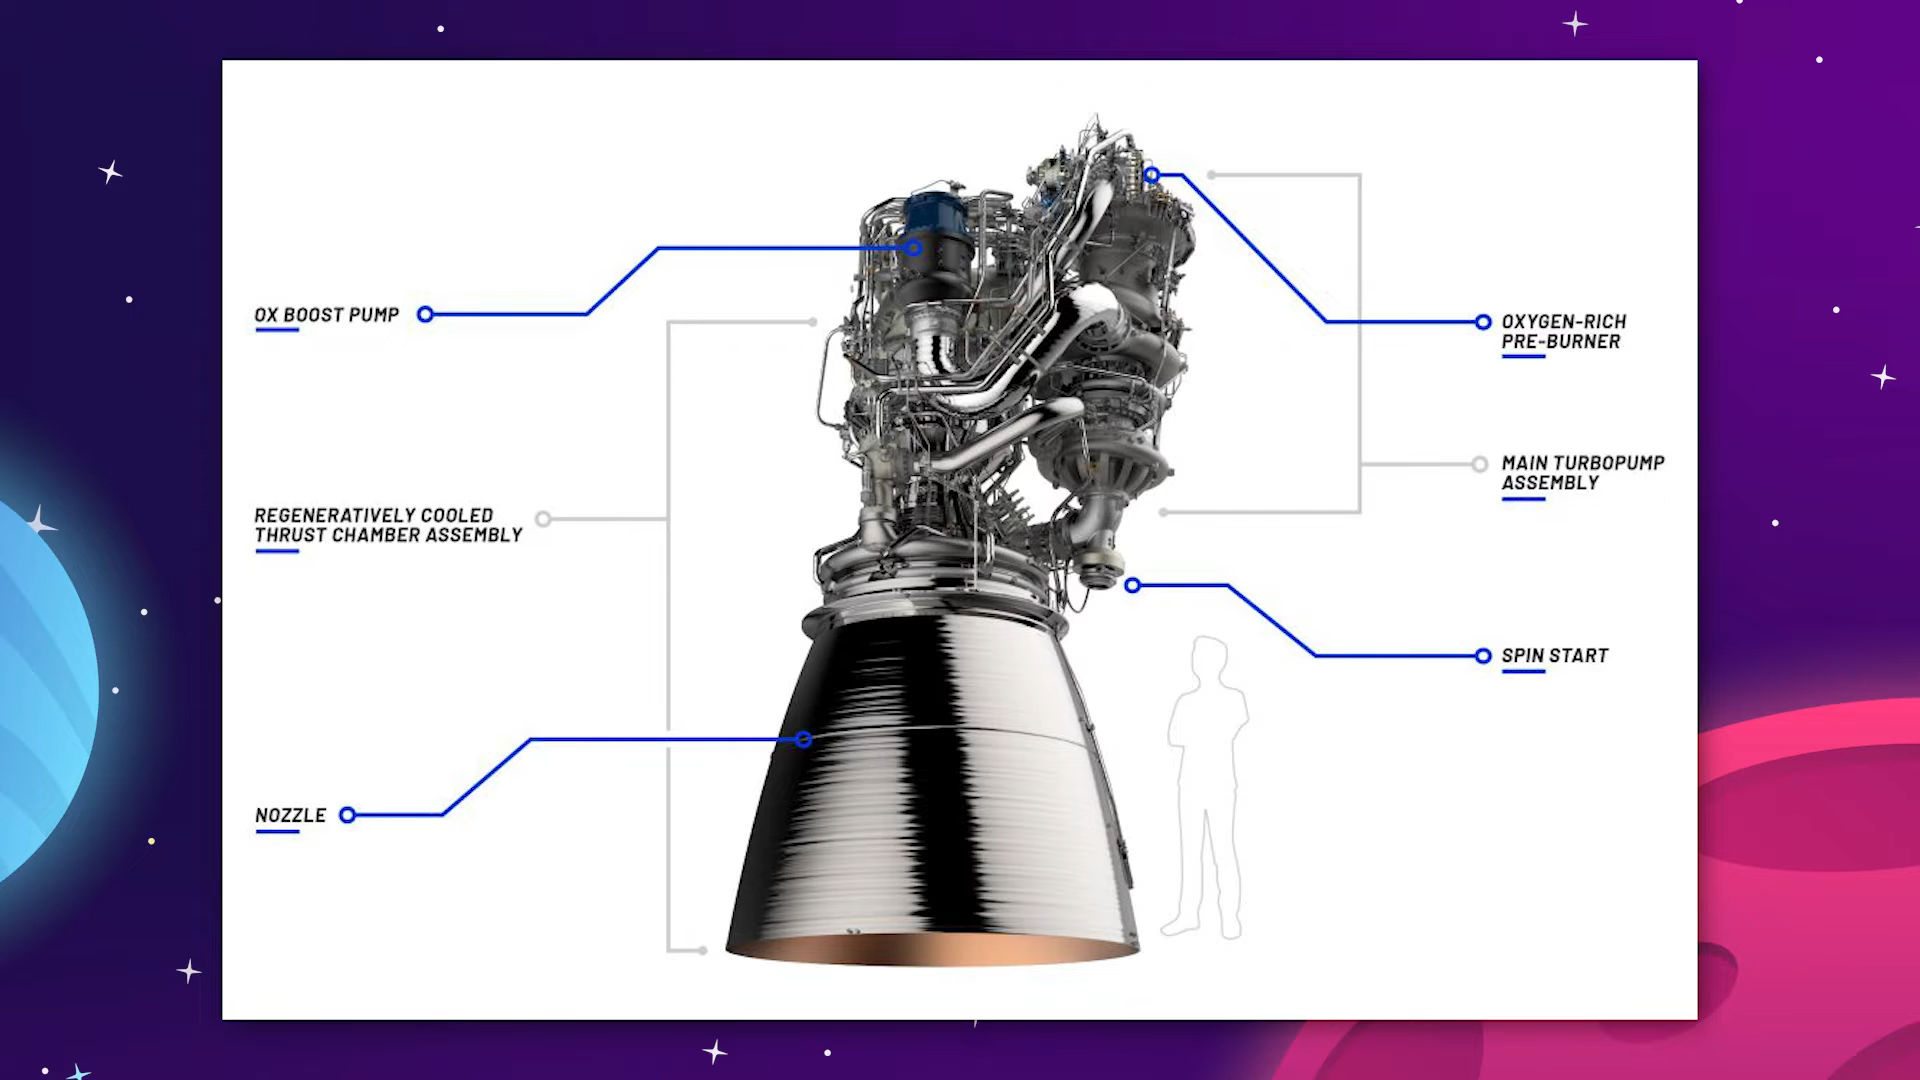 OX BOOST PUMP
REGENERATIVELY COOLED
THRUST CHAMBER ASSEMBLY
NOZZLE
OXYGEN-RICH
PRE-BURNER
MAIN TURBOPUMP
ASSEMBLY
SPIN START